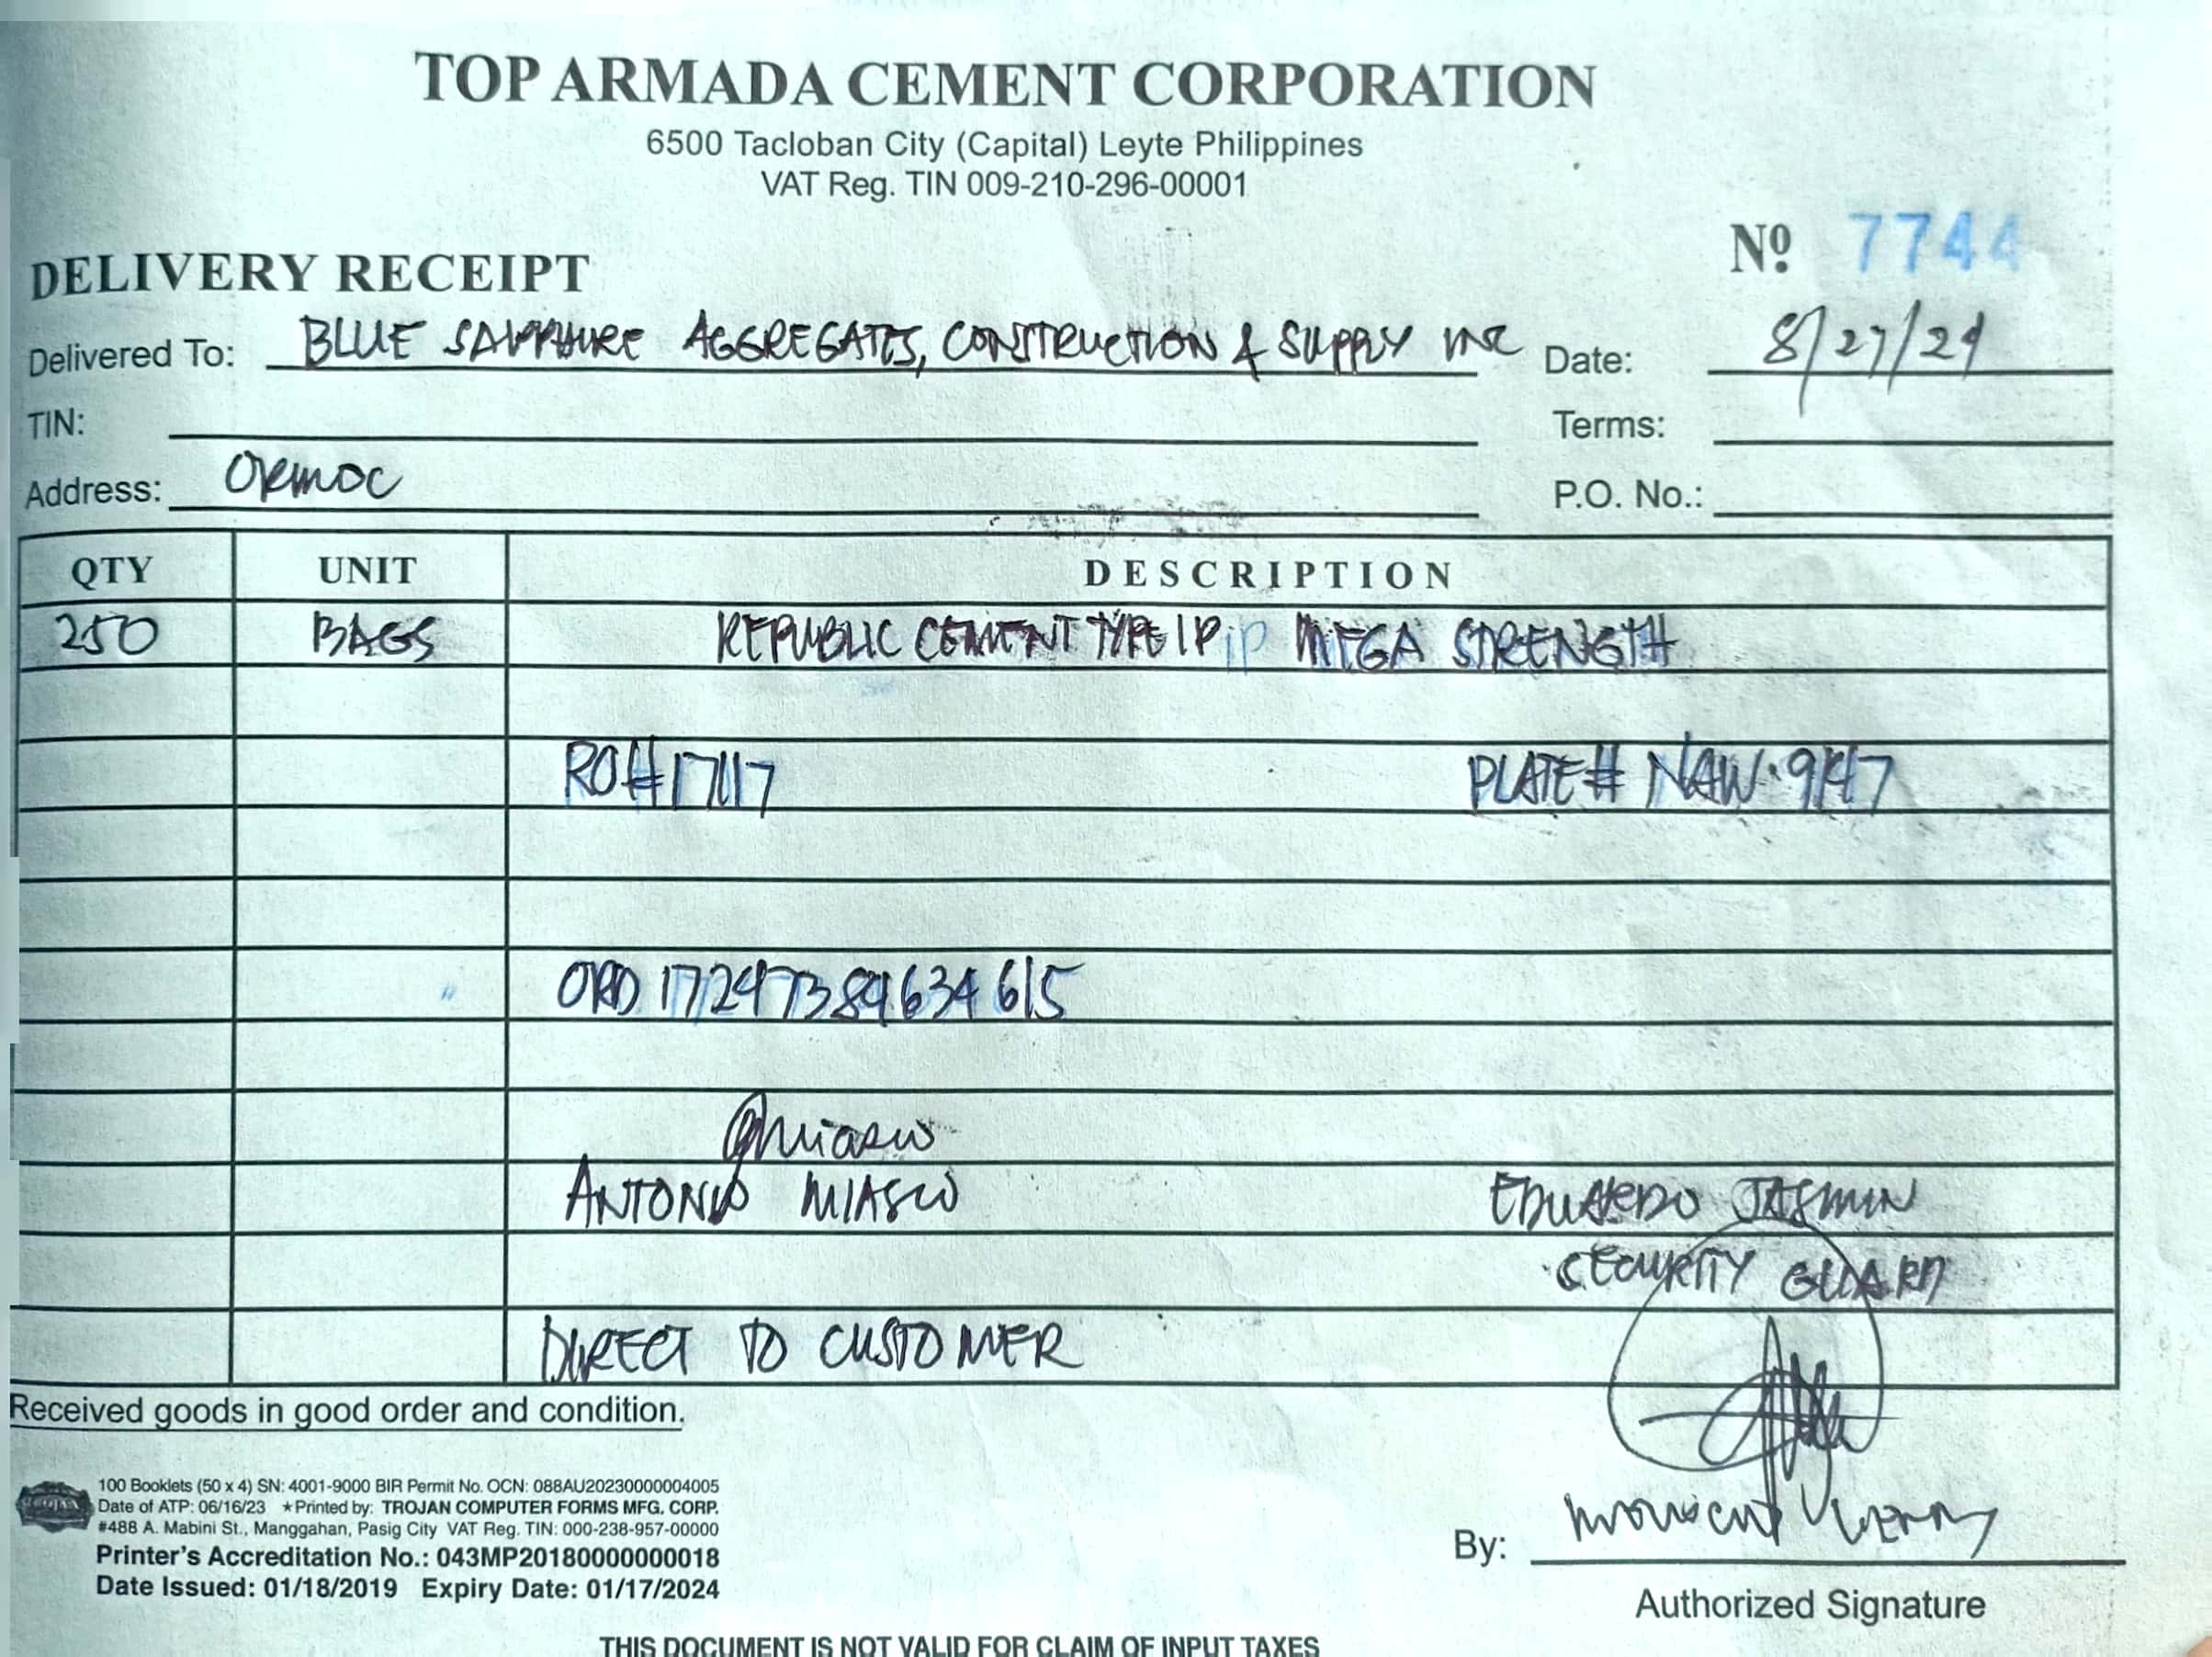 TOP ARMADA CEMENT CORPORATION
6500 Tacloban City (Capital) Leyte Philippines
VAT Reg. TIN 009-210-296-00001
Nº 7744
DELIVERY RECEIPT
Delivered To: BLUE SAPPHIRE AGGREGATES, CONSTRUCTION & SUPPLY INC Date: 8/27/24
TIN: Terms:
Address: ORMOC P.O. No.:
QTY UNIT DESCRIPTION
250 BAGS REPUBLIC CEMENT TYPE 1P MEGA STRENGTH
RO# 17117 PLATE# NAW·9147
ORD 17247384634615
ANTONIO MIASCO EDUARDO JASMIN
SECURITY GUARD
DIRECT TO CUSTOMER
Received goods in good order and condition.
TROJAN
100 Booklets (50 x 4) SN: 4001-9000 BIR Permit No. OCN: 088AU20230000004005
Date of ATP: 06/16/23 ★Printed by: TROJAN COMPUTER FORMS MFG. CORP.
#488 A. Mabini St., Manggahan, Pasig City VAT Reg. TIN: 000-238-957-00000
Printer's Accreditation No.: 043MP20180000000018
Date Issued: 01/18/2019 Expiry Date: 01/17/2024
By:
Authorized Signature
THIS DOCUMENT IS NOT VALID FOR CLAIM OF INPUT TAXES